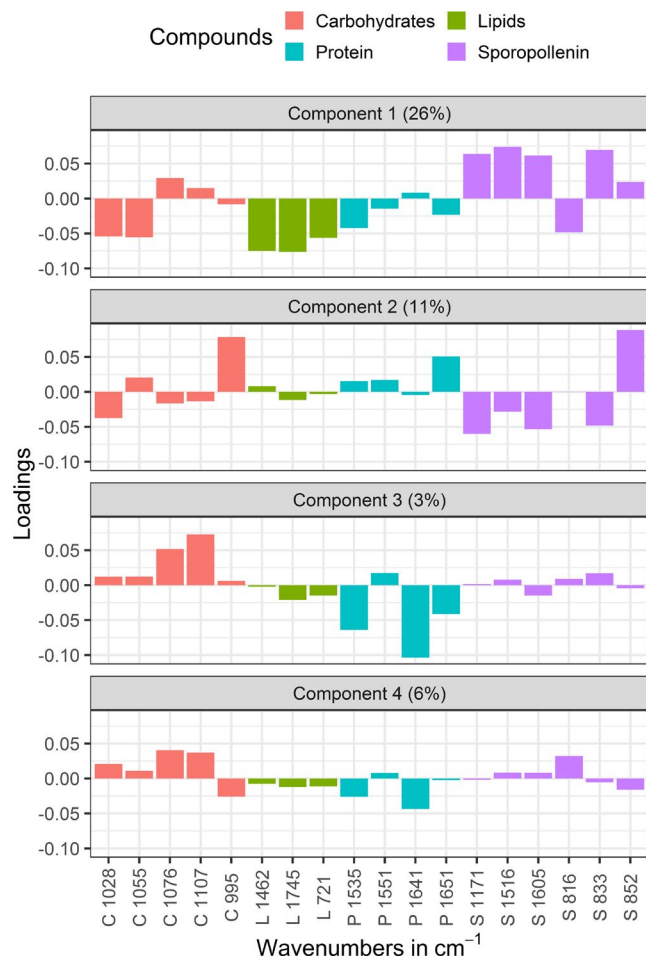 Compounds
Carbohydrates
Lipids
Protein
Sporopollenin
Component 1 (26%)
0.05
0.00
-0.05
-0.10
Component 2 (11%)
0.05
0.00
-0.05
-0.10
Component 3 (3%)
0.05
0.00
-0.05
-0.10
Component 4 (6%)
0.05
0.00
-0.05
-0.10
Loadings
C 1028
C 1055
C 1076
C 1107
C 995
L 1462
L 1745
L 721
P 1535
P 1551
P 1641
P 1651
S 1171
S 1516
S 1605
S 816
S 833
S 852
Wavenumbers in cm⁻¹